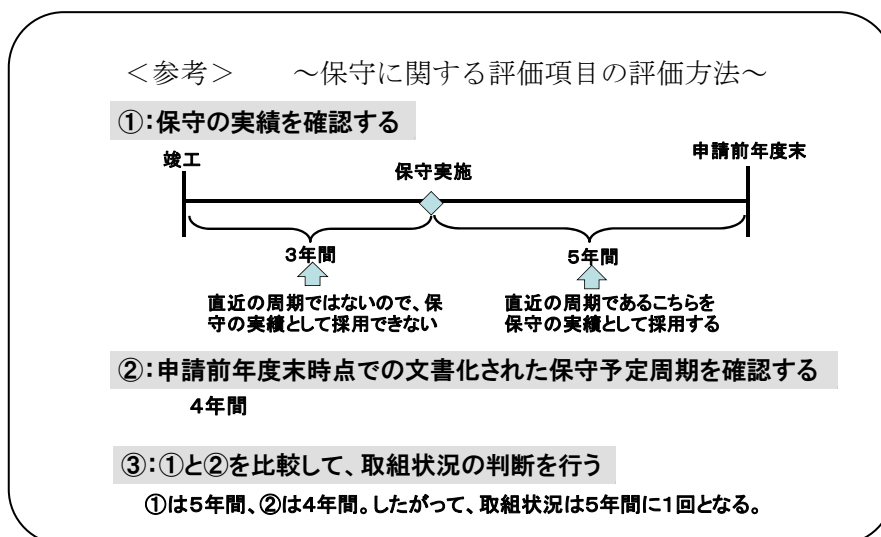 ＜参考＞　　～保守に関する評価項目の評価方法～
①：保守の実績を確認する
竣工
保守実施
申請前年度末
３年間
５年間
直近の周期ではないので、保
守の実績として採用できない
直近の周期であるこちらを
保守の実績として採用する
②：申請前年度末時点での文書化された保守予定周期を確認する
４年間
③：①と②を比較して、取組状況の判断を行う
①は５年間、②は４年間。したがって、取組状況は５年間に１回となる。